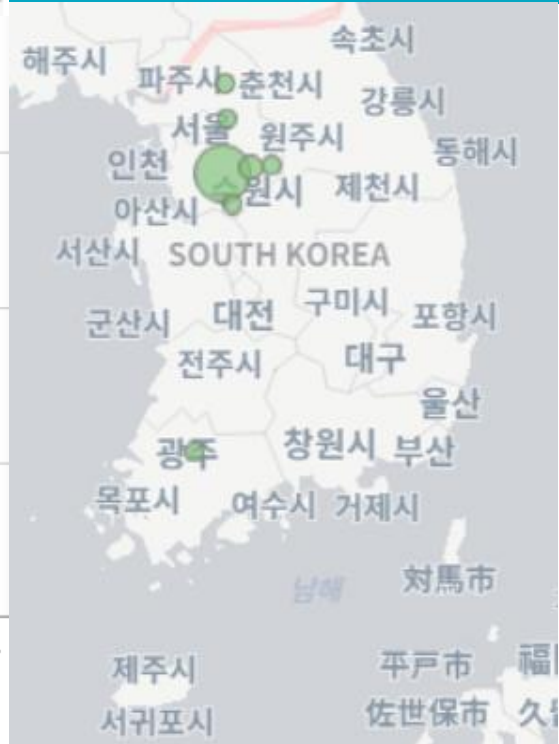 속초시
해주시
파주시 춘천시
강릉시
서울 원주시
동해시
인천
수원시 제천시
아산시
서산시 SOUTH KOREA
구미시
군산시 대전 포항시
전주시 대구
울산
광주 창원시 부산
목포시 여수시 거제시
対馬市
남해
제주시 平戸市
서귀포시 佐世保市